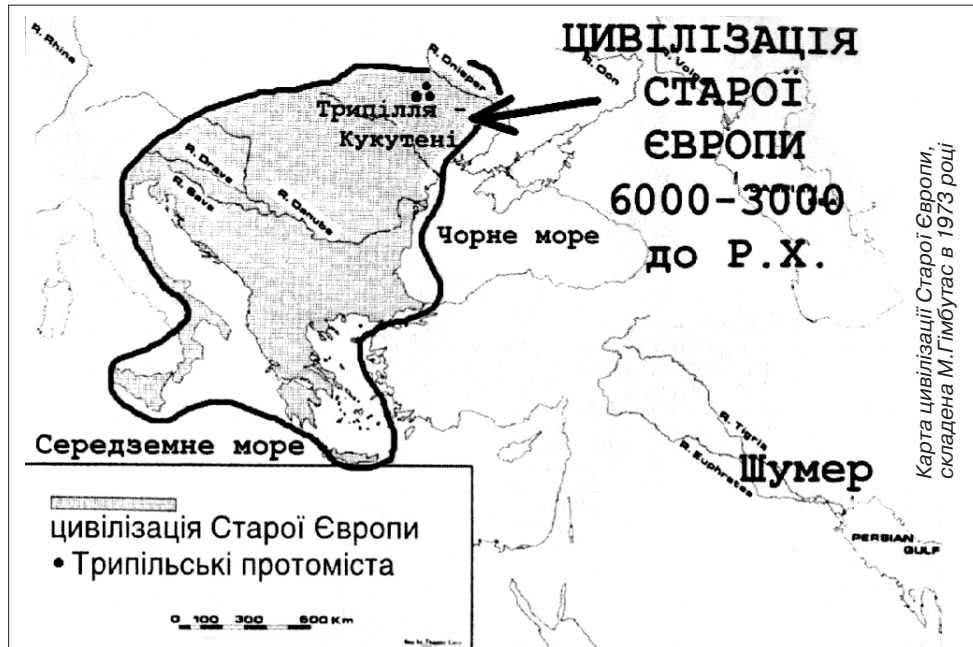 ЦИВІЛІЗАЦІЯ
СТАРОЇ
ЄВРОПИ
6000-3000
до Р.Х.
R. Rhine
R. Dnieper
R. Don
R. Volga
Трипілля -
Кукутені
R. Drava
R. Sava
R. Danube
Чорне море
Середземне море
R. Tigris
R. Euphrates
Шумер
PERSIAN
GULF
цивілізація Старої Європи
• Трипільські протоміста
0 100 300 600 Km
Карта цивілізації Старої Європи,
складена М.Гімбутас в 1973 році